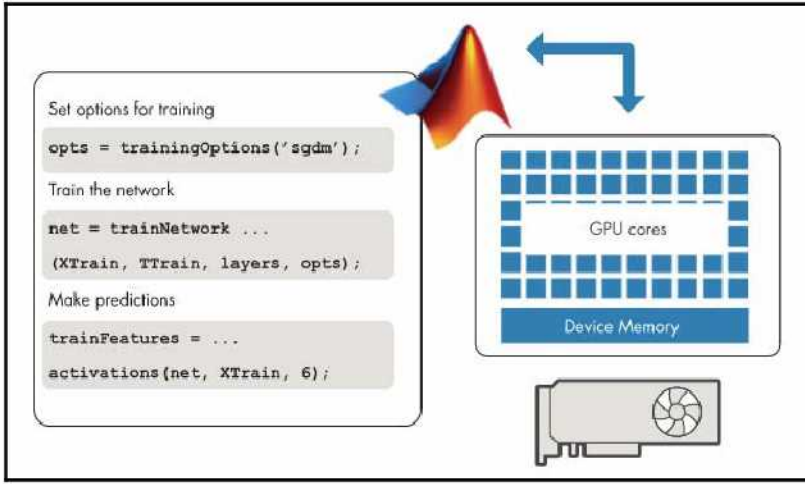 Set options for training
opts = trainingOptions('sgdm');
Train the network
net = trainNetwork ...
(XTrain, TTrain, layers, opts);
Make predictions
trainFeatures = ...
activations(net, XTrain, 6);
GPU cores
Device Memory